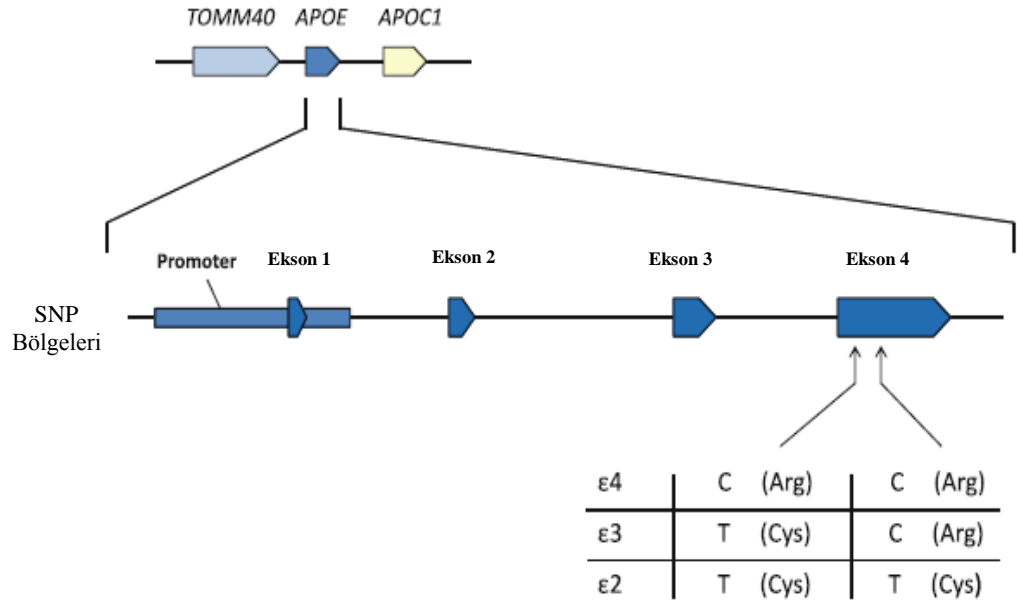 TOMM40 APOE APOC1
Promoter Ekson 1 Ekson 2 Ekson 3 Ekson 4
SNP
Bölgeleri
ε4 C (Arg) C (Arg)
ε3 T (Cys) C (Arg)
ε2 T (Cys) T (Cys)